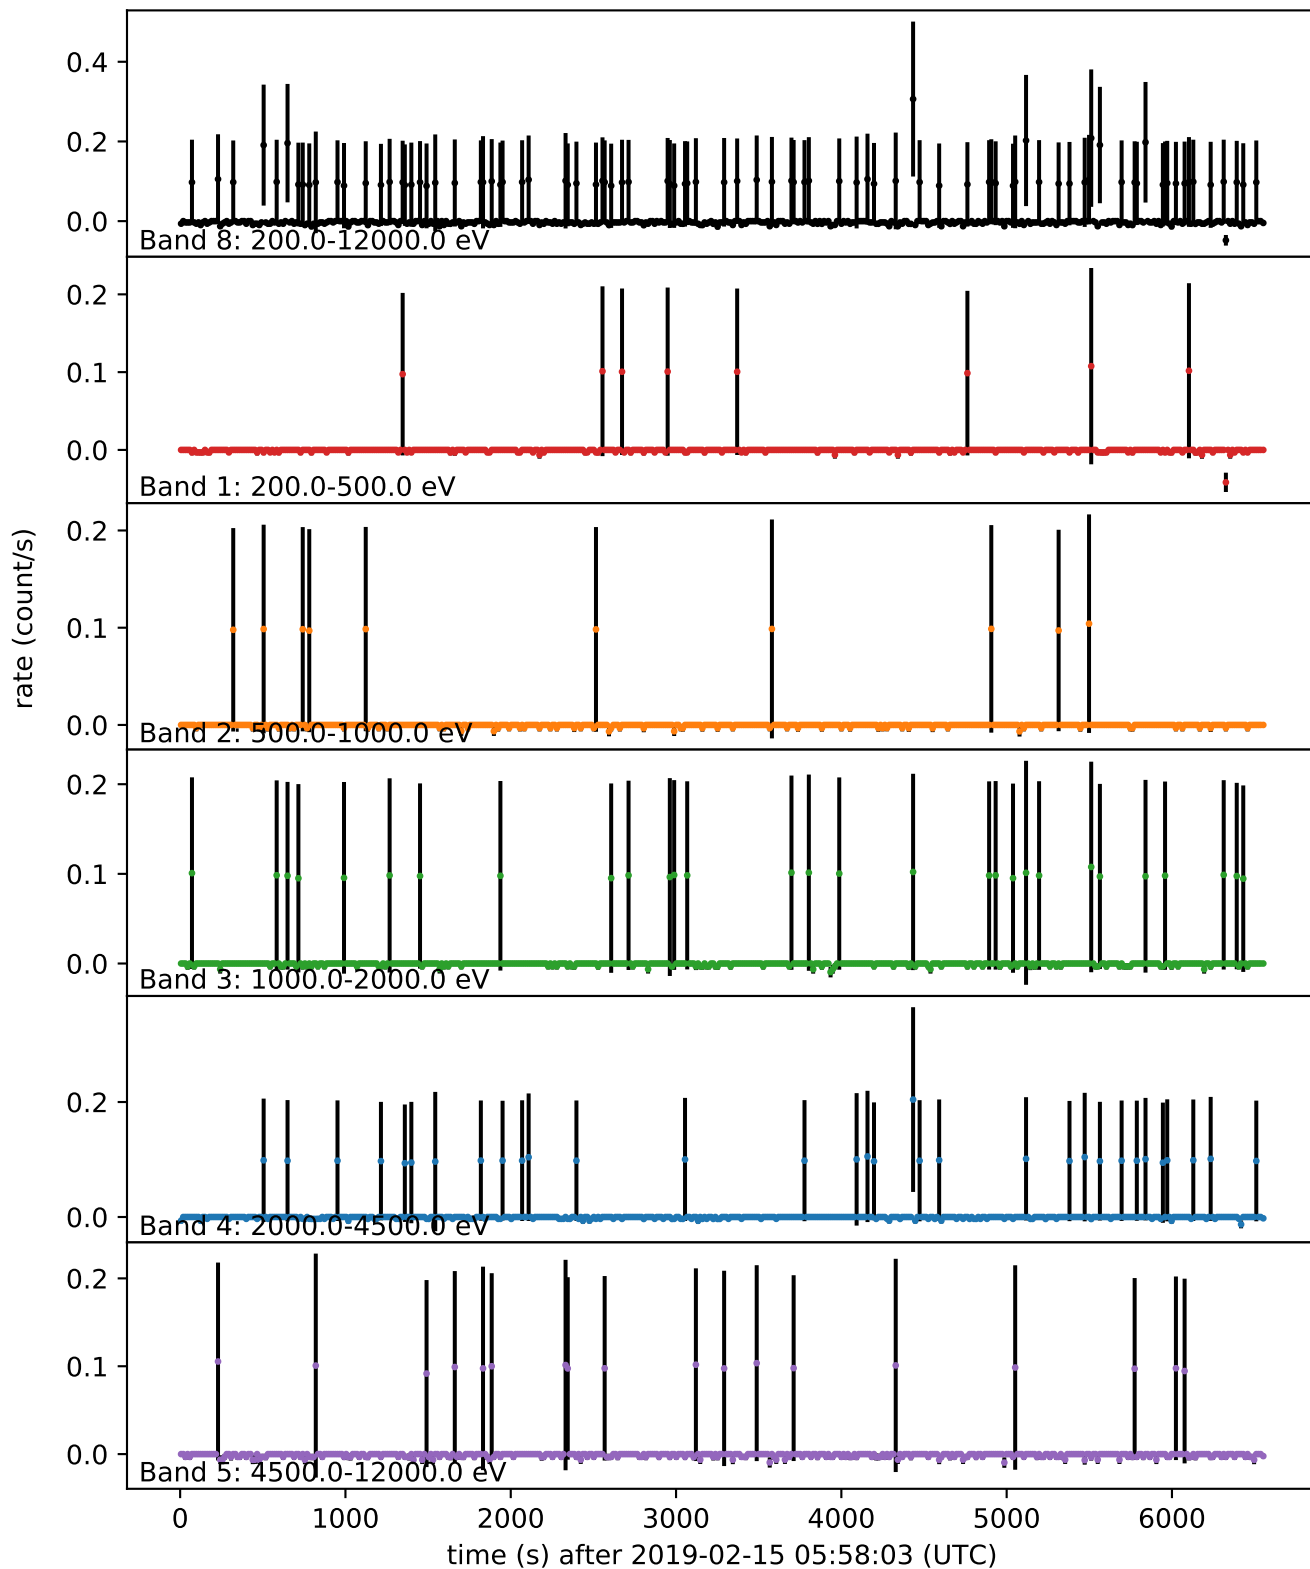 0.4
0.2
0.0
Band 8: 200.0-12000.0 eV
0.2
0.1
0.0
Band 1: 200.0-500.0 eV
rate (count/s)
0.2
0.1
0.0
Band 2: 500.0-1000.0 eV
0.2
0.1
0.0
Band 3: 1000.0-2000.0 eV
0.2
0.0
Band 4: 2000.0-4500.0 eV
0.2
0.1
0.0
Band 5: 4500.0-12000.0 eV
0 1000 2000 3000 4000 5000 6000
time (s) after 2019-02-15 05:58:03 (UTC)